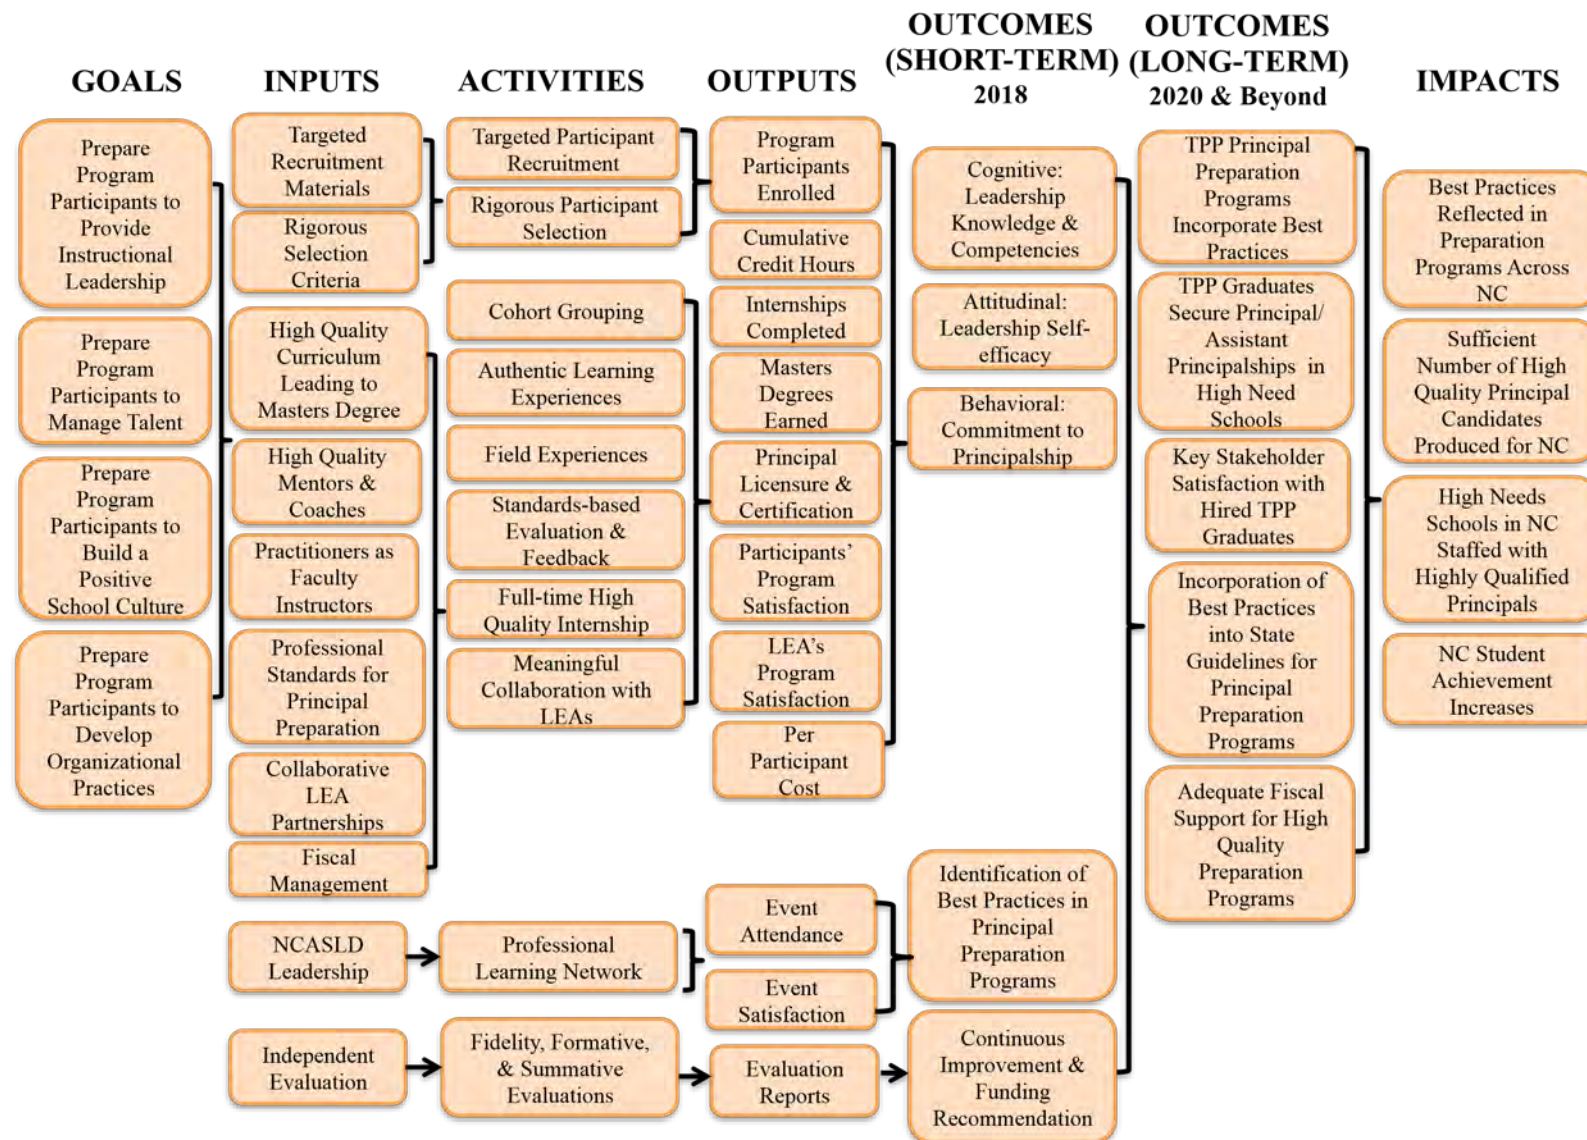 GOALS
Prepare
Program
Participants to
Provide
Instructional
Leadership
Prepare
Program
Participants to
Manage Talent
Prepare
Program
Participants to
Build a
Positive
School Culture
Prepare
Program
Participants to
Develop
Organizational
Practices
INPUTS
Targeted
Recruitment
Materials
Rigorous
Selection
Criteria
High Quality
Curriculum
Leading to
Masters Degree
High Quality
Mentors &
Coaches
Practitioners as
Faculty
Instructors
Professional
Standards for
Principal
Preparation
Collaborative
LEA
Partnerships
Fiscal
Management
NCASLD
Leadership
Independent
Evaluation
ACTIVITIES
Targeted Participant
Recruitment
Rigorous Participant
Selection
Cohort Grouping
Authentic Learning
Experiences
Field Experiences
Standards-based
Evaluation &
Feedback
Full-time High
Quality Internship
Meaningful
Collaboration with
LEAs
Professional
Learning Network
Fidelity, Formative,
& Summative
Evaluations
OUTPUTS
Program
Participants
Enrolled
Cumulative
Credit Hours
Internships
Completed
Masters
Degrees
Earned
Principal
Licensure &
Certification
Participants’
Program
Satisfaction
LEA’s
Program
Satisfaction
Per
Participant
Cost
Event
Attendance
Event
Satisfaction
Evaluation
Reports
OUTCOMES
(SHORT-TERM)
2018
Cognitive:
Leadership
Knowledge &
Competencies
Attitudinal:
Leadership Self-
efficacy
Behavioral:
Commitment to
Principalship
Identification of
Best Practices in
Principal
Preparation
Programs
Continuous
Improvement &
Funding
Recommendation
OUTCOMES
(LONG-TERM)
2020 & Beyond
TPP Principal
Preparation
Programs
Incorporate Best
Practices
TPP Graduates
Secure Principal/
Assistant
Principalships in
High Need
Schools
Key Stakeholder
Satisfaction with
Hired TPP
Graduates
Incorporation of
Best Practices
into State
Guidelines for
Principal
Preparation
Programs
Adequate Fiscal
Support for High
Quality
Preparation
Programs
IMPACTS
Best Practices
Reflected in
Preparation
Programs Across
NC
Sufficient
Number of High
Quality Principal
Candidates
Produced for NC
High Needs
Schools in NC
Staffed with
Highly Qualified
Principals
NC Student
Achievement
Increases